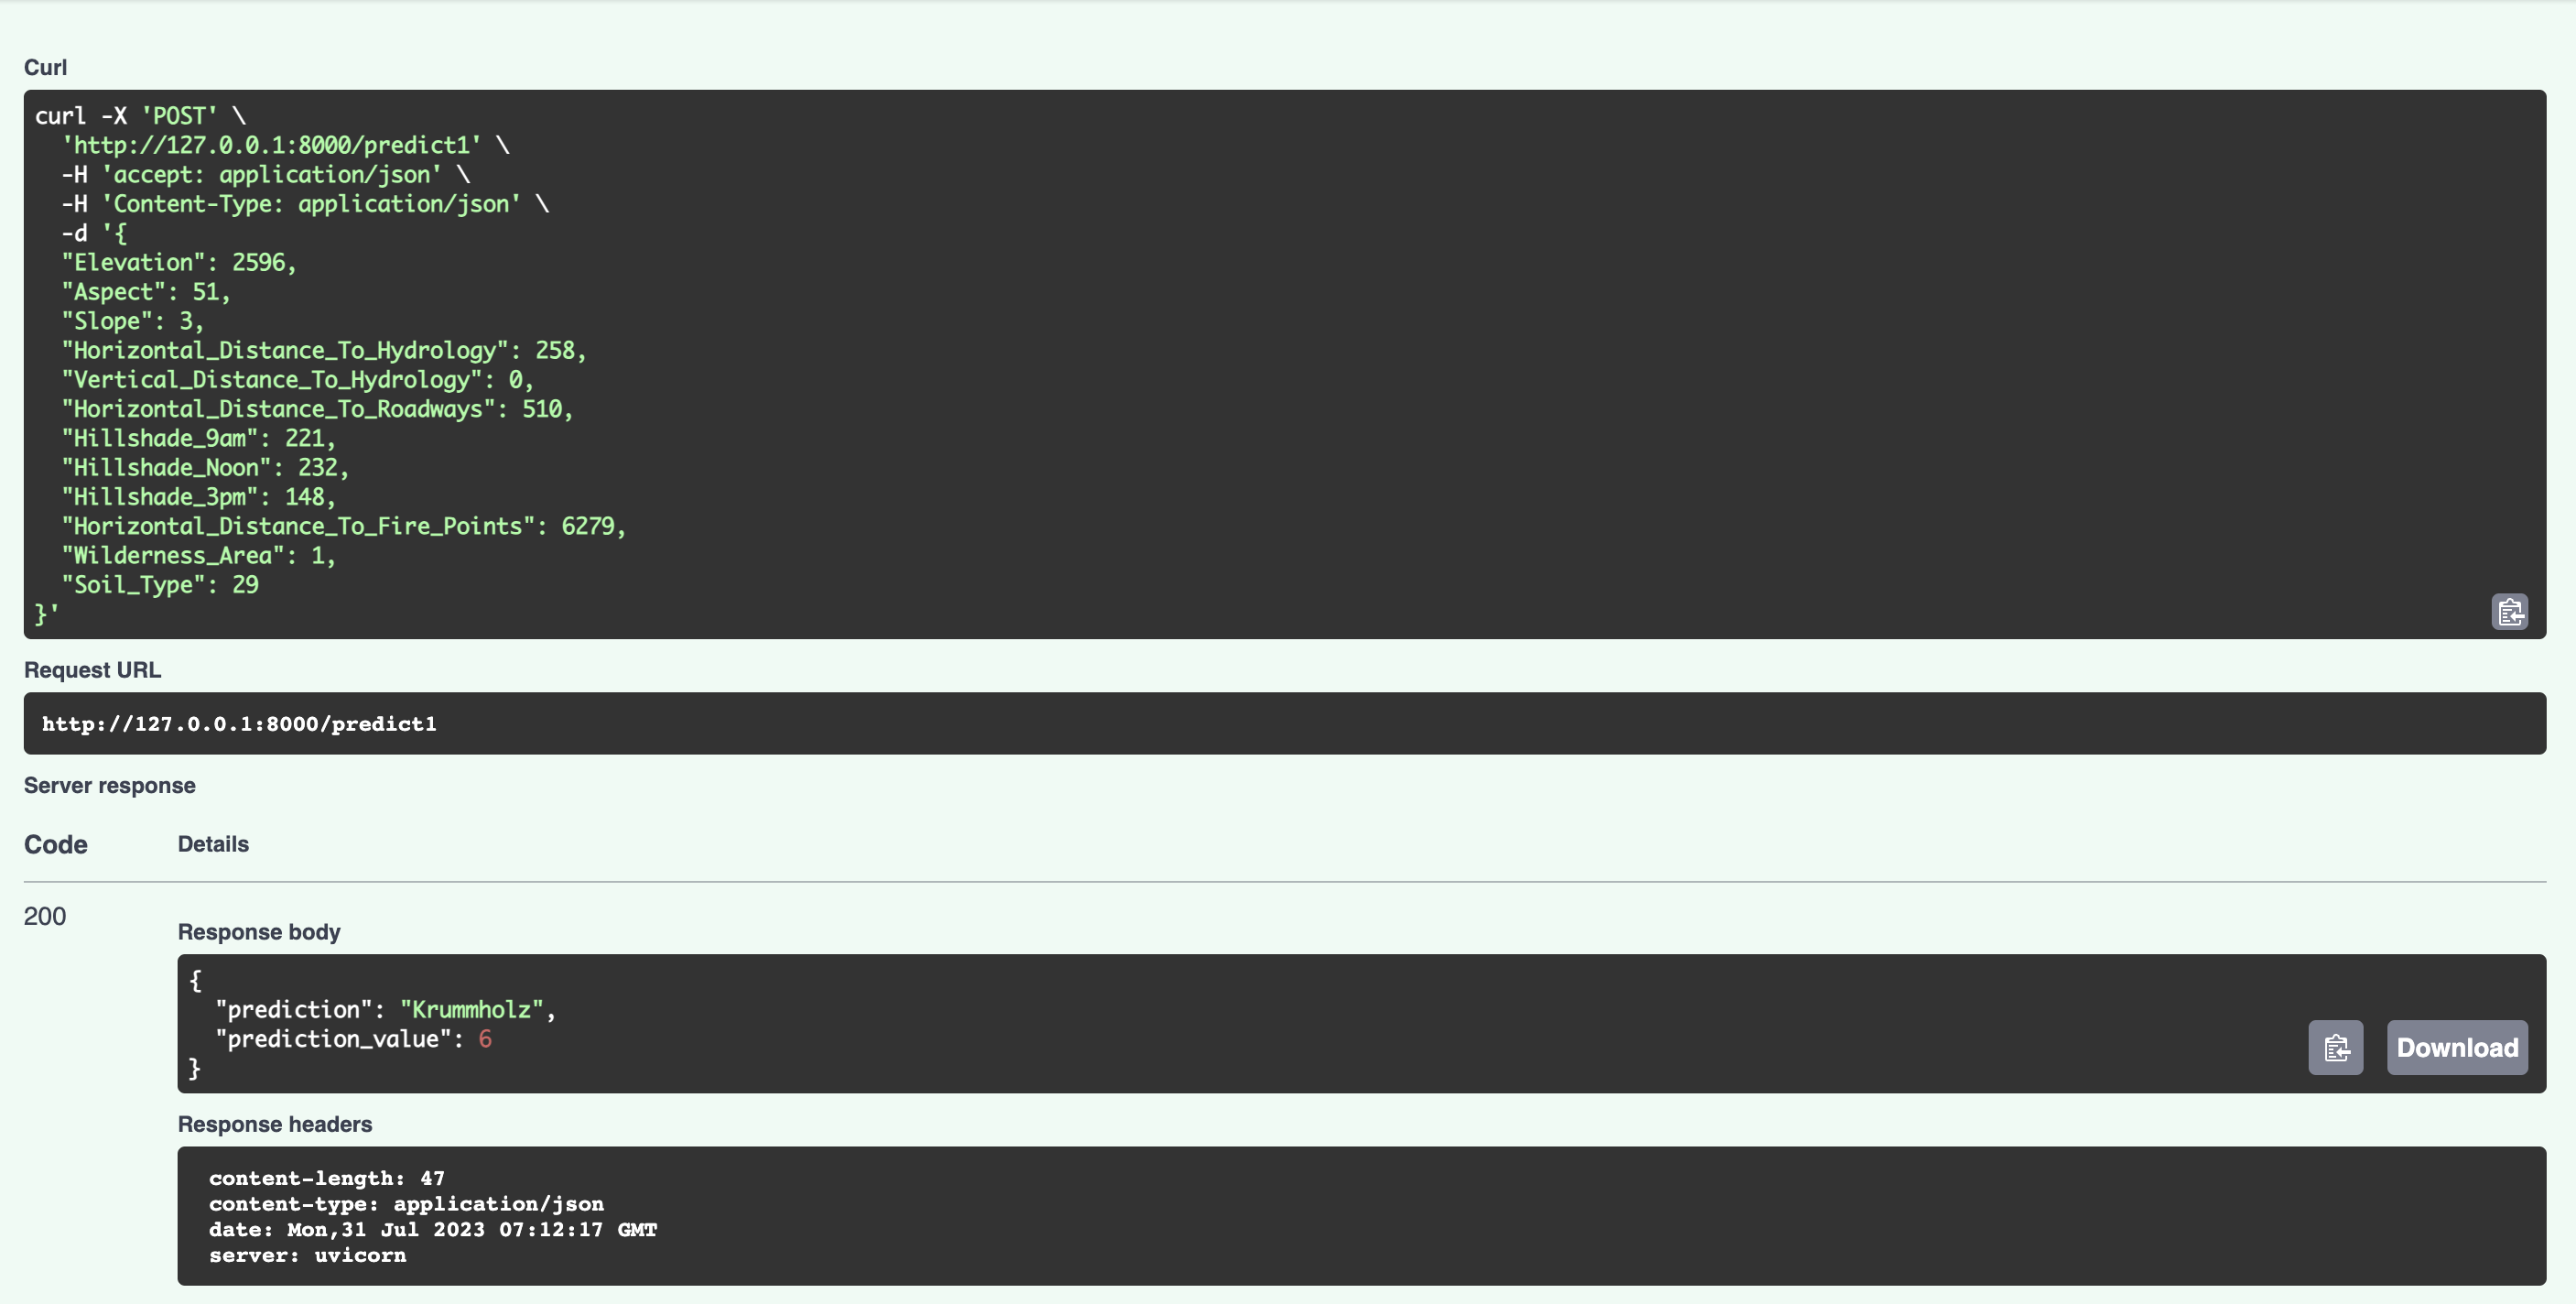 Curl
curl -X 'POST' \
  'http://127.0.0.1:8000/predict1' \
  -H 'accept: application/json' \
  -H 'Content-Type: application/json' \
  -d '{
  "Elevation": 2596,
  "Aspect": 51,
  "Slope": 3,
  "Horizontal_Distance_To_Hydrology": 258,
  "Vertical_Distance_To_Hydrology": 0,
  "Horizontal_Distance_To_Roadways": 510,
  "Hillshade_9am": 221,
  "Hillshade_Noon": 232,
  "Hillshade_3pm": 148,
  "Horizontal_Distance_To_Fire_Points": 6279,
  "Wilderness_Area": 1,
  "Soil_Type": 29
}'
Request URL
http://127.0.0.1:8000/predict1
Server response
Code Details
200
Response body
{
  "prediction": "Krummholz",
  "prediction_value": 6
}
Download
Response headers
content-length: 47
content-type: application/json
date: Mon,31 Jul 2023 07:12:17 GMT
server: uvicorn